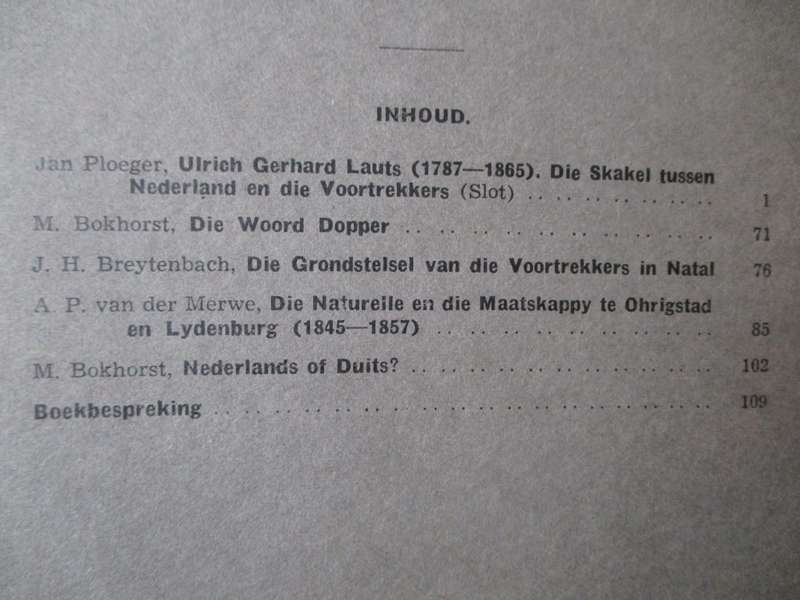 INHOUD.
Jan Ploeger, Ulrich Gerhard Lauts (1787—1865). Die Skakel tussen
Nederland en die Voortrekkers (Slot) .. .. .. .. .. .. .. 1
M. Bokhorst, Die Woord Dopper .. .. .. .. .. .. .. .. .. .. 71
J. H. Breytenbach, Die Grondstelsel van die Voortrekkers in Natal 76
A. P. van der Merwe, Die Naturelle en die Maatskappy te Ohrigstad
en Lydenburg (1845—1857) .. .. .. .. .. .. .. .. .. 85
M. Bokhorst, Nederlands of Duits? .. .. .. .. .. .. .. .. .. 102
Boekbespreking .. .. .. .. .. .. .. .. .. .. .. .. .. .. .. 109